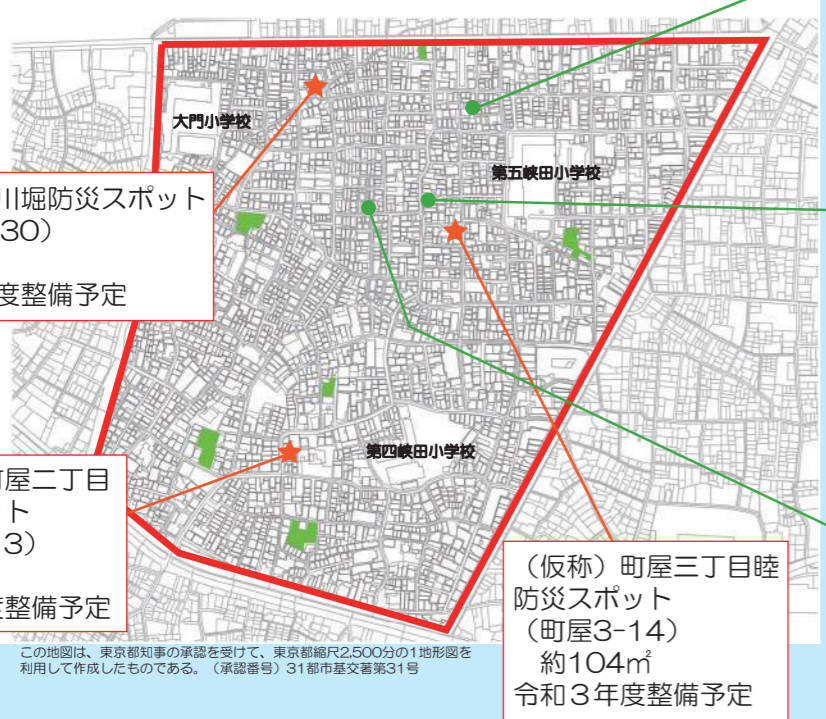 大門小学校
第五峡田小学校
川堀防災スポット
30）
度整備予定
第四峡田小学校
町屋二丁目
ト
3）
度整備予定
（仮称）町屋三丁目睦
防災スポット
（町屋3-14）
約104㎡
令和３年度整備予定
この地図は、東京都知事の承認を受けて、東京都縮尺2,500分の1地形図を
利用して作成したものである。（承認番号）31都市基交著第31号